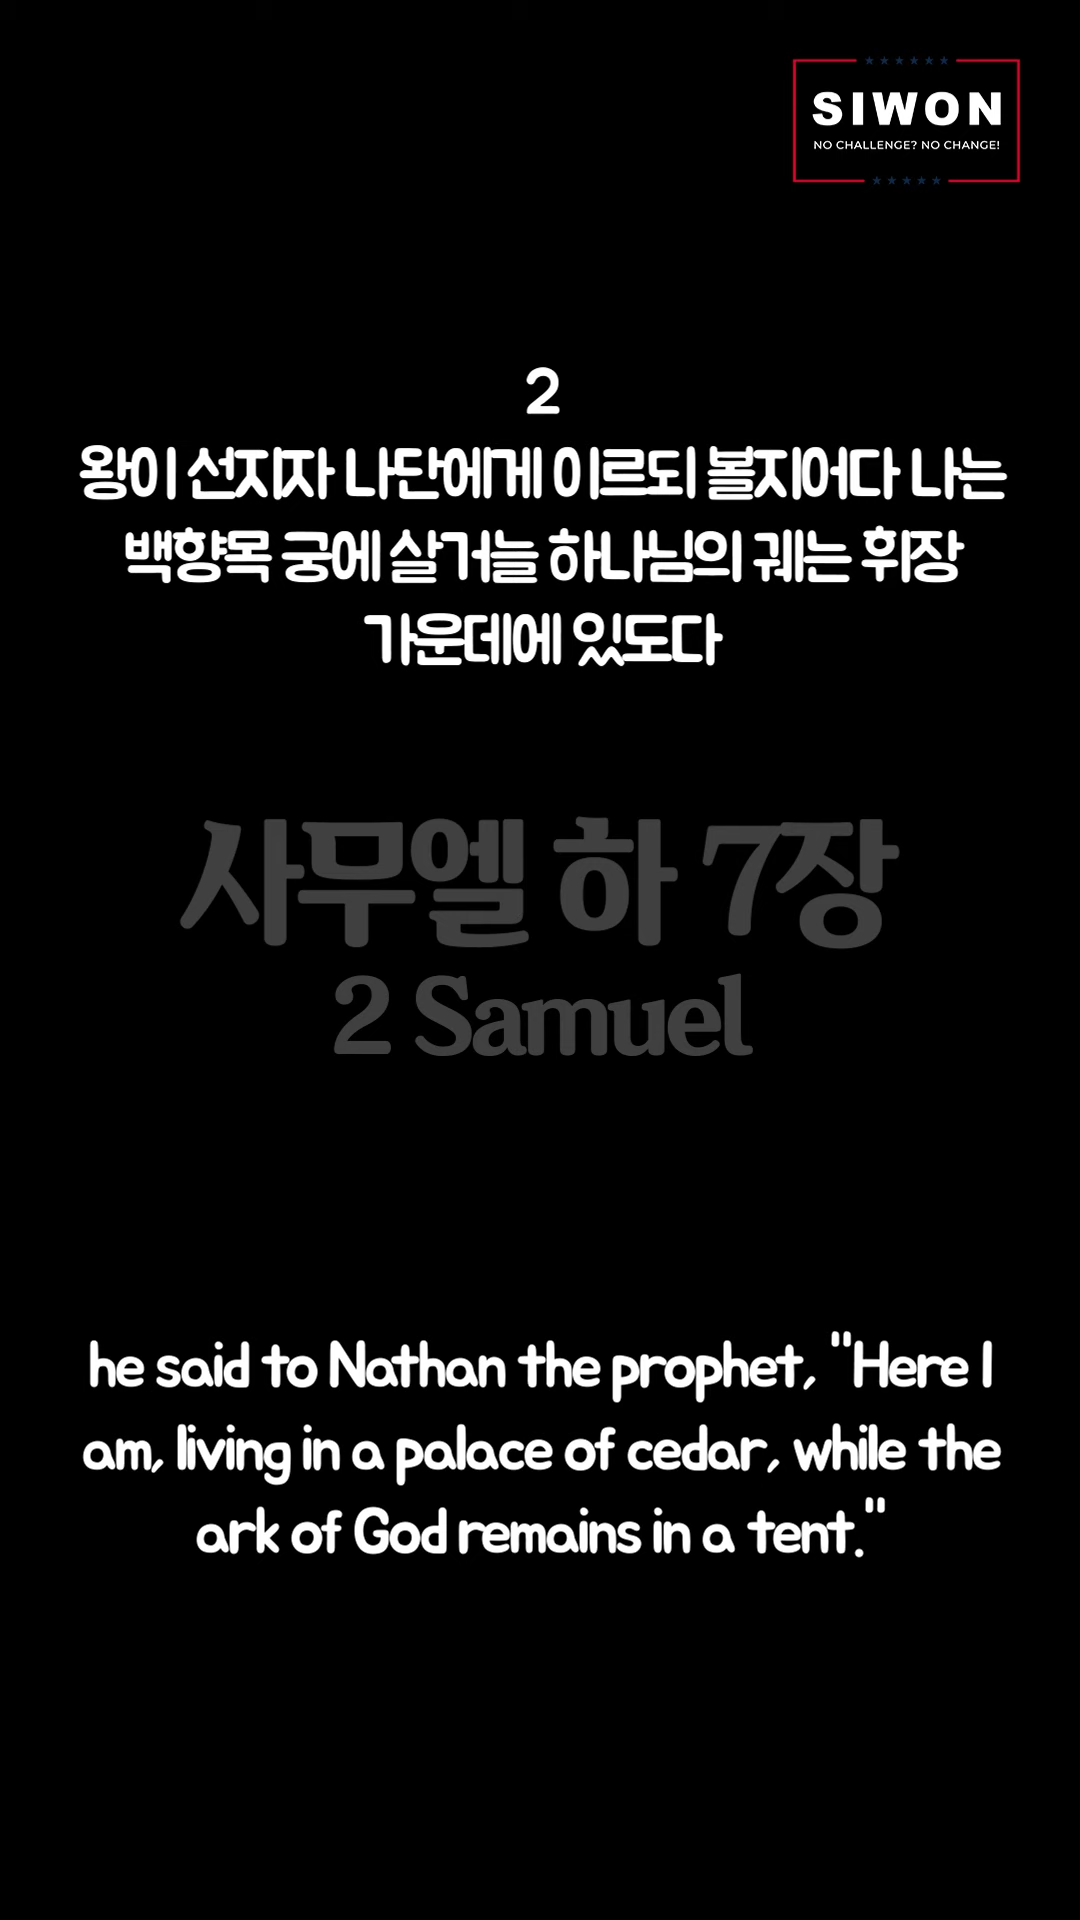 SIWON
NO CHALLENGE? NO CHANGE!
2
왕이 선지자 나단에게 이르되 볼지어다 나는
백향목 궁에 살거늘 하나님의 궤는 휘장
가운데에 있도다
사무엘 하 7장
2 Samuel
he said to Nathan the prophet, "Here I
am, living in a palace of cedar, while the
ark of God remains in a tent."